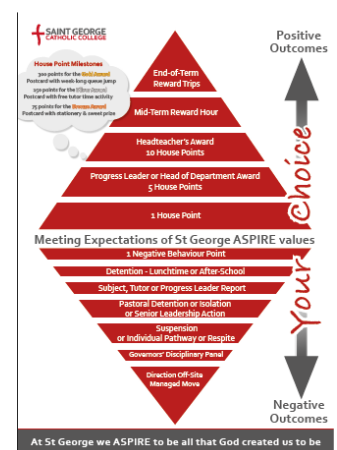 SAINT GEORGE
CATHOLIC COLLEGE
Positive
Outcomes
House Point Milestones
300 points for the Gold Award
Postcard with week-long queue jump
150 points for the Silver Award
Postcard with free tutor time activity
75 points for the Bronze Award
Postcard with stationery & sweet prize
End-of-Term
Reward Trips
Mid-Term Reward Hour
Headteacher's Award
10 House Points
Progress Leader or Head of Department Award
5 House Points
1 House Point
Your Choice
Meeting Expectations of St George ASPIRE values
1 Negative Behaviour Point
Detention - Lunchtime or After-School
Subject, Tutor or Progress Leader Report
Pastoral Detention or Isolation
or Senior Leadership Action
Suspension
or Individual Pathway or Respite
Governors' Disciplinary Panel
Direction Off-Site
Managed Move
Negative
Outcomes
At St George we ASPIRE to be all that God created us to be